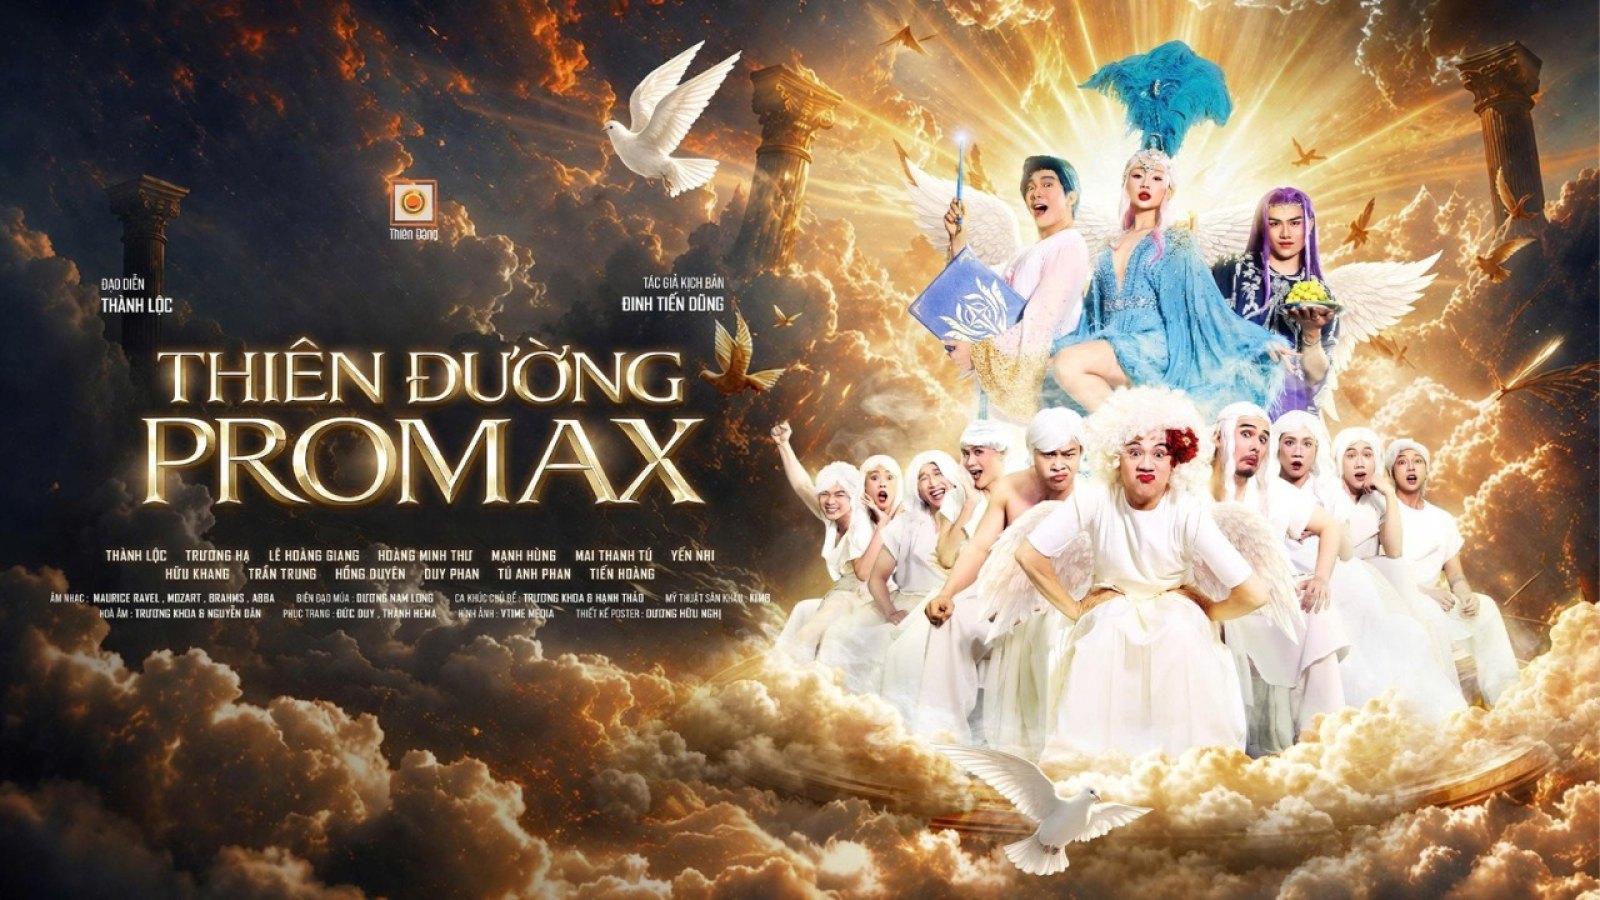 Thiên Đăng
ĐẠO DIỄN
THÀNH LỘC
TÁC GIẢ KỊCH BẢN
ĐINH TIẾN DŨNG
THIÊN ĐƯỜNG
PROMAX
THÀNH LỘC TRƯƠNG HẠ LÊ HOÀNG GIANG HOÀNG MINH THƯ MẠNH HÙNG MAI THANH TÚ YẾN NHI
HỮU KHANG TRẦN TRUNG HỒNG DUYÊN DUY PHAN TÚ ANH PHAN TIẾN HOÀNG
ÂM NHẠC : MAURICE RAVEL , MOZART , BRAHMS , ABBA BIÊN ĐẠO MÚA : DƯƠNG NAM LONG CA KHÚC CHỦ ĐỀ : TRƯƠNG KHOA & HẠNH THẢO MỸ THUẬT SÂN KHẤU : KIMB
HOÀ ÂM : TRƯƠNG KHOA & NGUYỄN DÂN PHỤC TRANG : ĐỨC DUY , THÀNH HEMA HÌNH ẢNH : VTIME MEDIA THIẾT KẾ POSTER : DƯƠNG HỮU NGHỊ